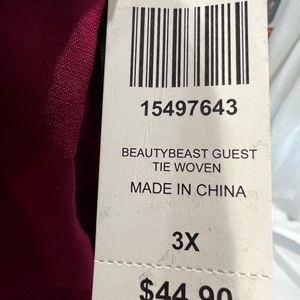 15497643
BEAUTYBEAST GUEST
TIE WOVEN
MADE IN CHINA
3X
$44.90